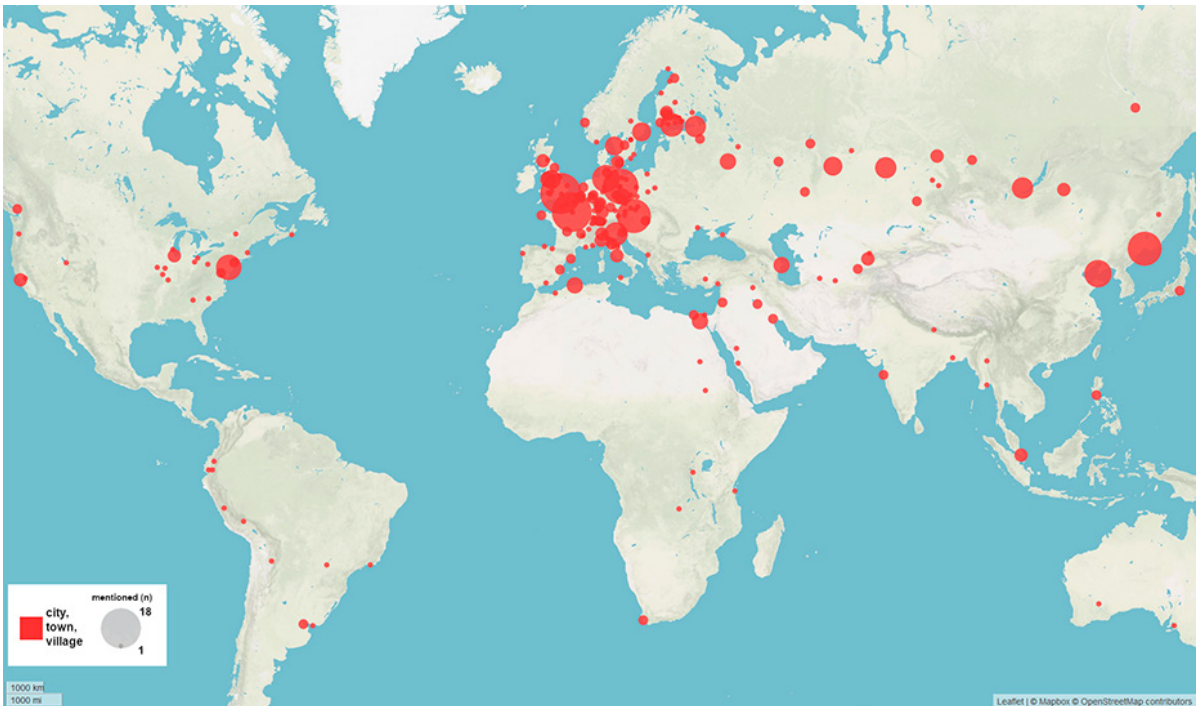 city,
town,
village
mentioned (n)
18
1
1000 km
1000 mi
Leaflet | © Mapbox © OpenStreetMap contributors